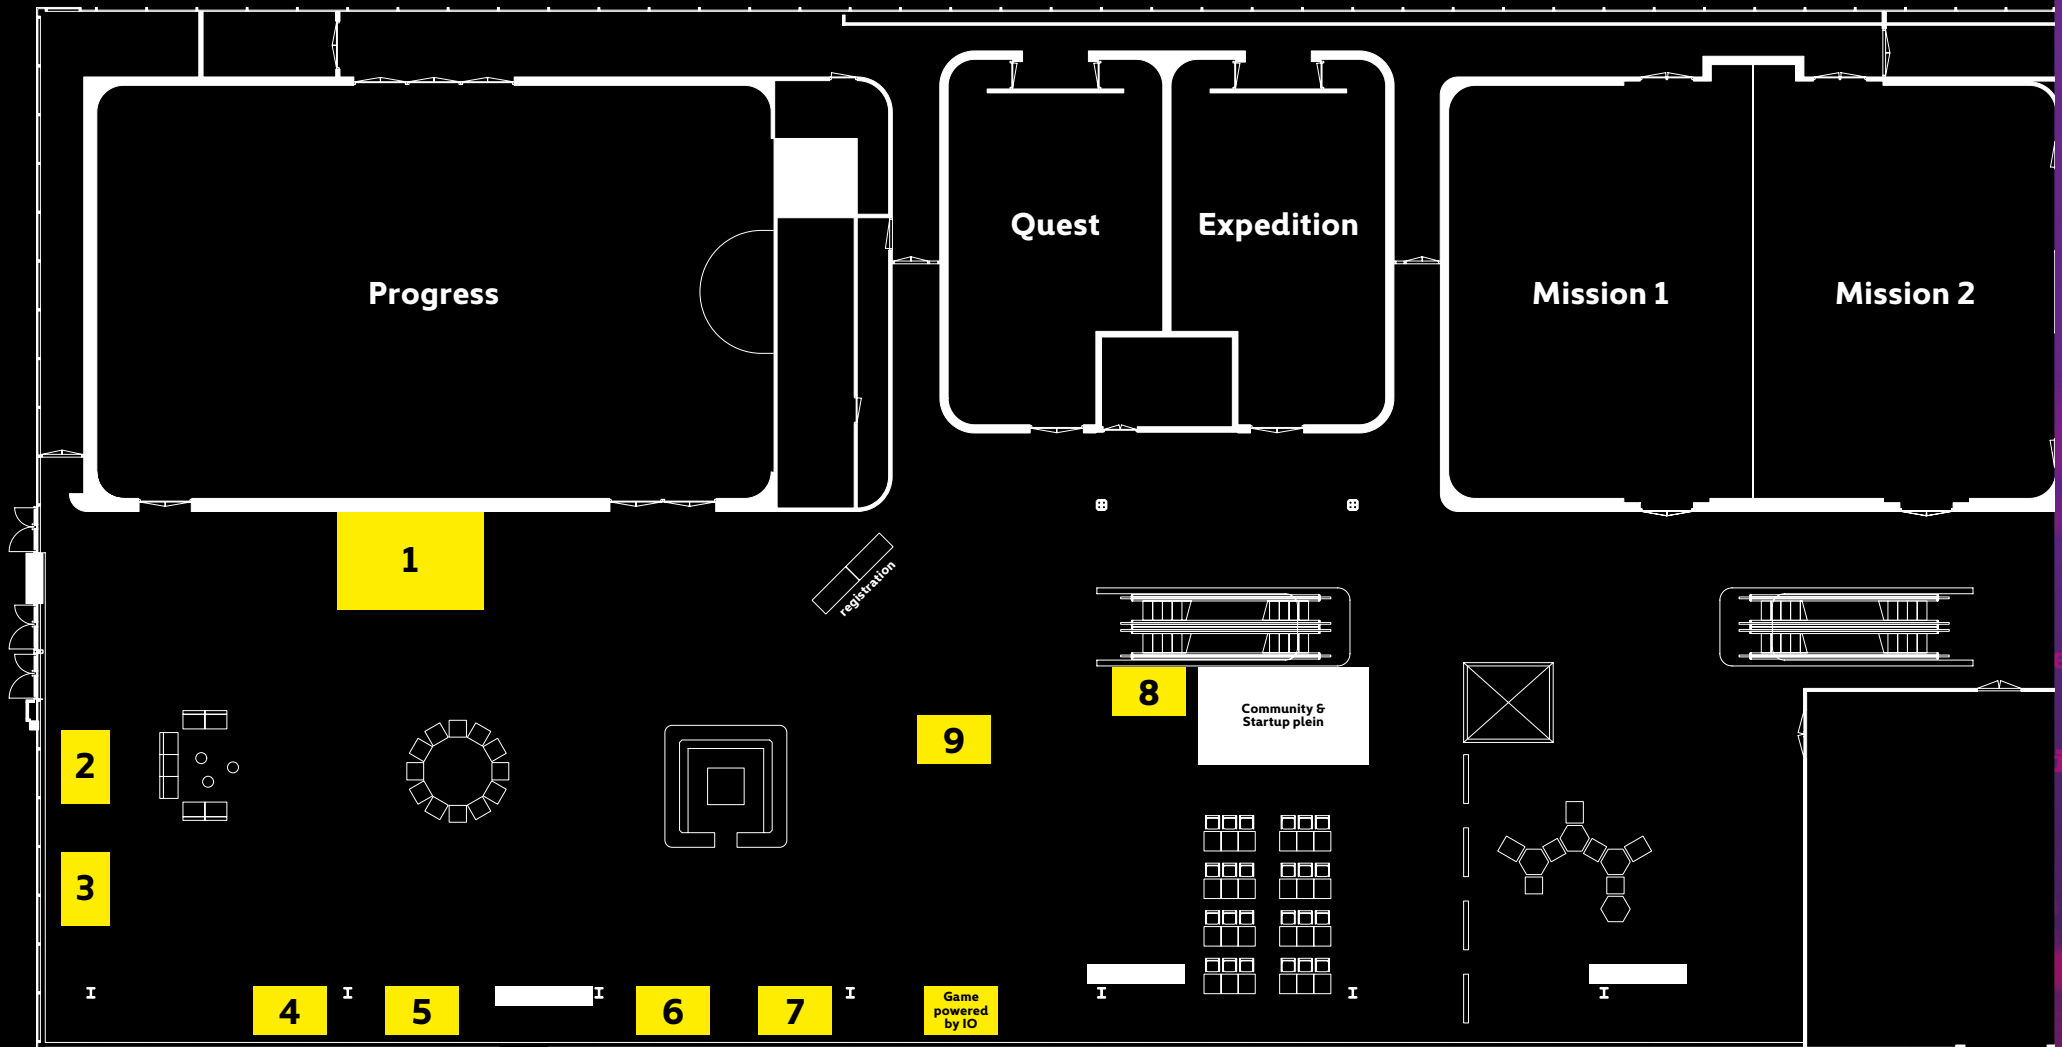 Quest
Expedition
Progress
Mission 1
Mission 2
1
registration
8
Community &
Startup plein
9
2
3
4
5
6
7
Game
powered
by IO